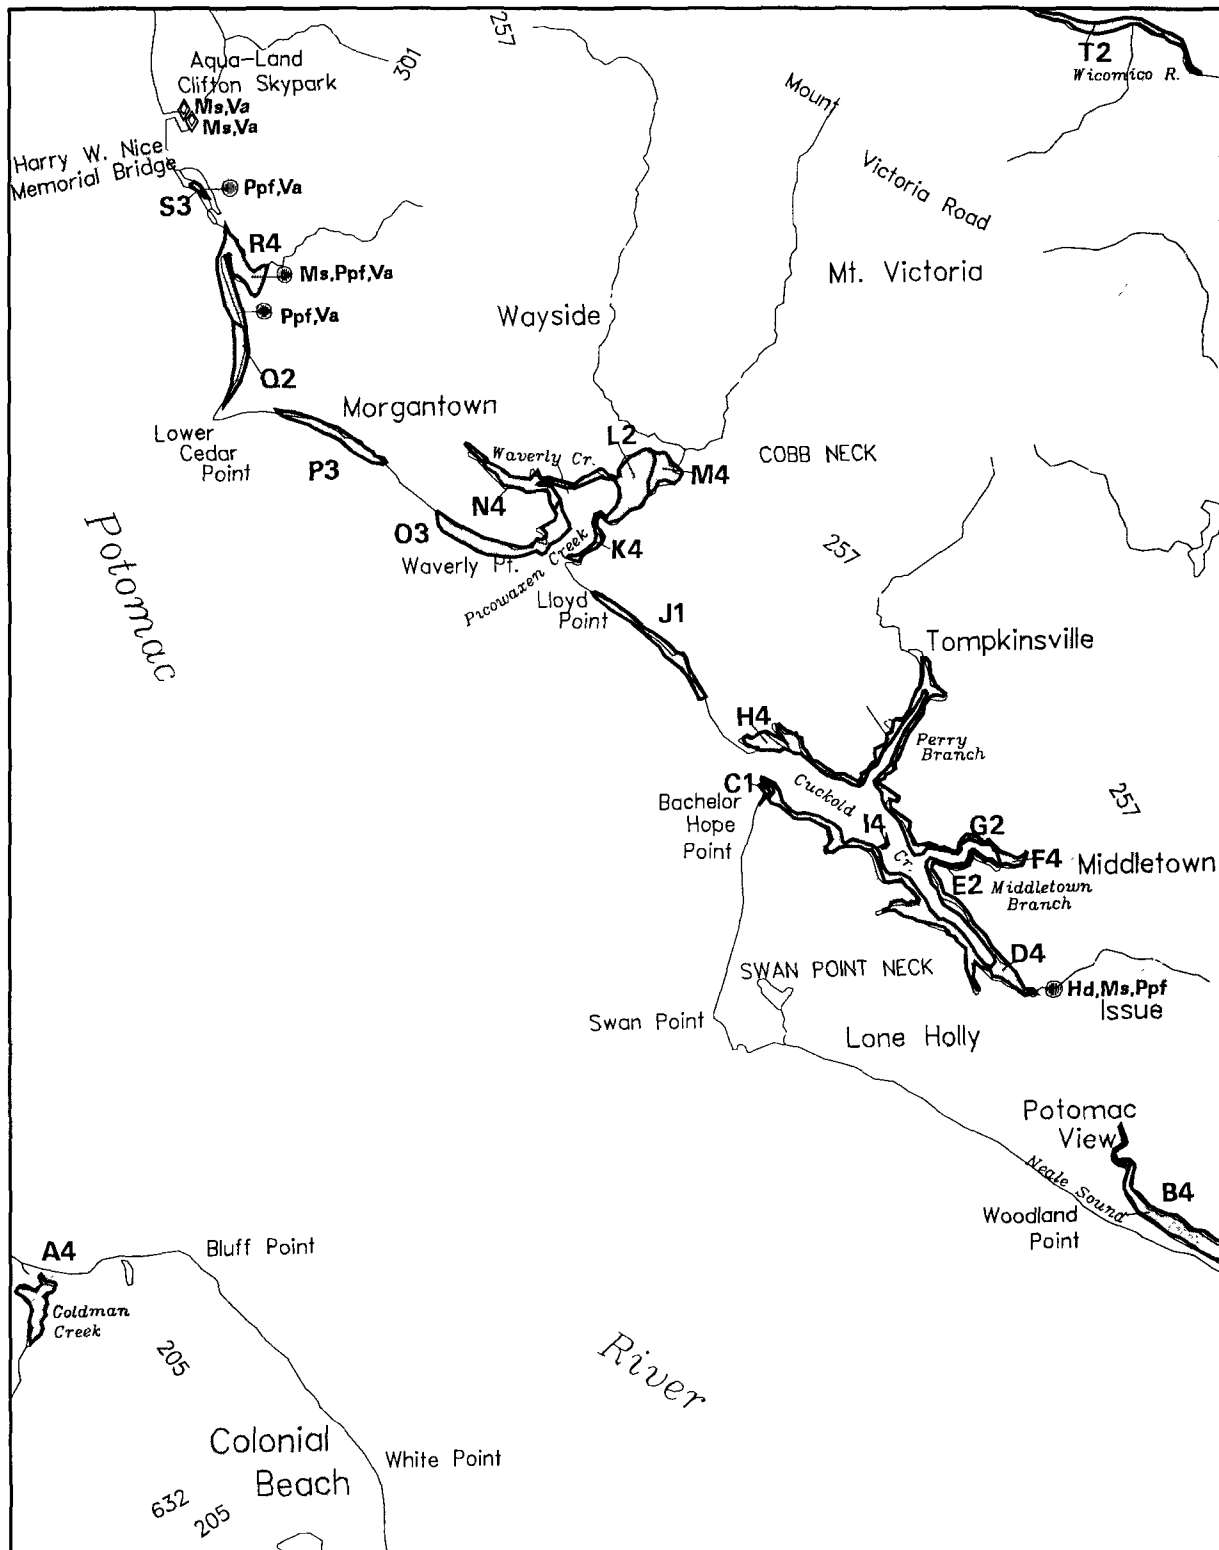 257
301
Aqua-Land
Clifton Skypark
T2
Wicomico R.
Ms,Va
Ms,Va
Mount
Harry W. Nice
Memorial Bridge
Victoria Road
S3
Ppf,Va
R4
Ms,Ppf,Va
Mt. Victoria
Ppf,Va
Wayside
Q2
Morgantown
Lower
Cedar
Point
P3
L2
Waverly Cr.
M4
COBB NECK
N4
O3
K4
257
Potomac
Waverly Pt.
Picowaxen Creek
Lloyd
Point
J1
Tompkinsville
H4
Perry
Branch
C1
Cuckold
Cr.
Bachelor
Hope
Point
I4
G2
257
F4
Middletown
E2
Middletown
Branch
D4
SWAN POINT NECK
Hd,Ms,Ppf
Issue
Swan Point
Lone Holly
Potomac
View
Neale Sound
B4
Woodland
Point
A4
Bluff Point
Goldman
Creek
205
River
Colonial
Beach
White Point
632
205